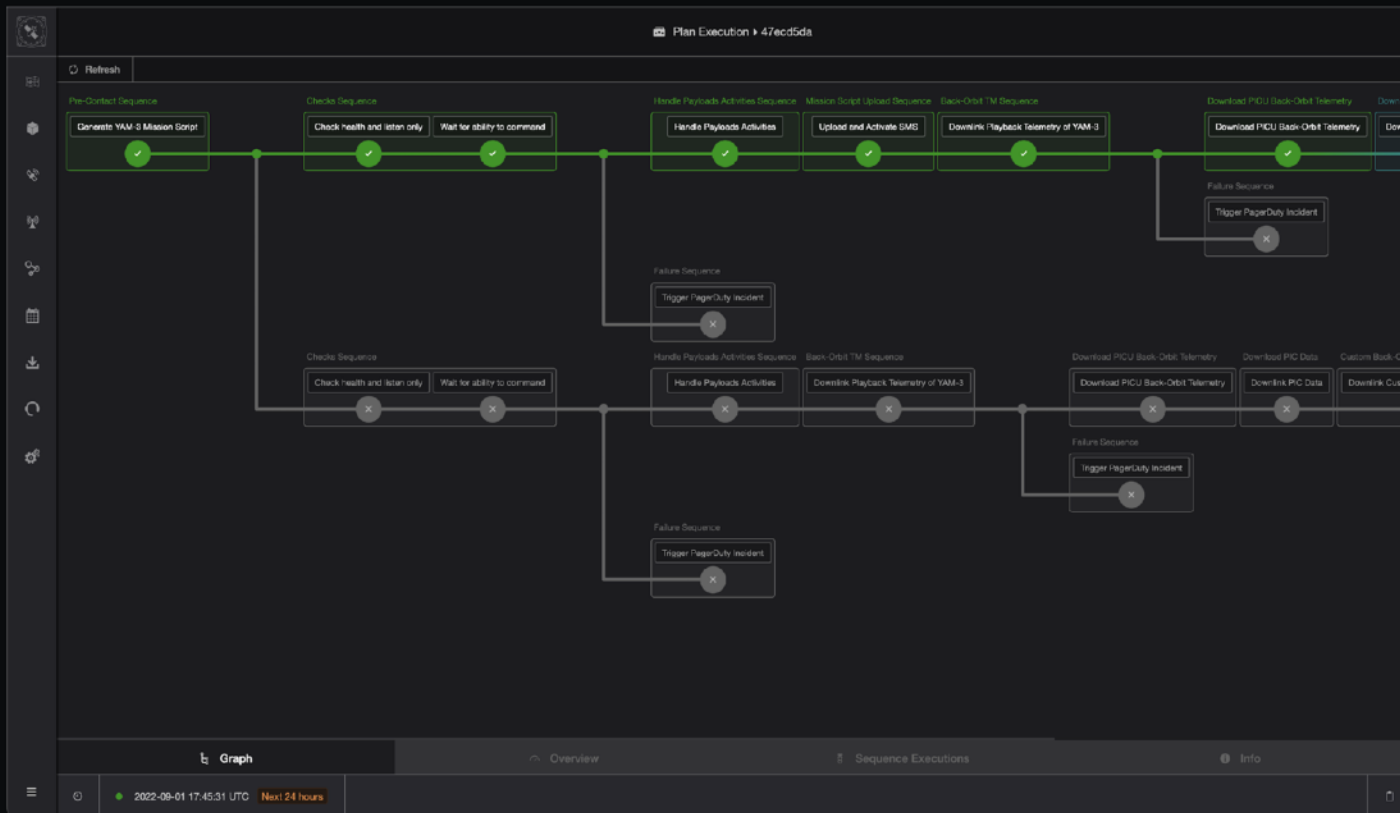 Plan Execution ▸ 47ecd5da
Refresh
Pre-Contact Sequence
Generate YAM-3 Mission Script
Checks Sequence
Check health and listen only
Wait for ability to command
Handle Payloads Activities Sequence
Handle Payloads Activities
Mission Script Upload Sequence
Upload and Activate SMS
Back-Orbit TM Sequence
Downlink Playback Telemetry of YAM-3
Download PICU Back-Orbit Telemetry
Download PICU Back-Orbit Telemetry
Down
Dow
Failure Sequence
Trigger PagerDuty Incident
Failure Sequence
Trigger PagerDuty Incident
Checks Sequence
Check health and listen only
Wait for ability to command
Handle Payloads Activities Sequence
Handle Payloads Activities
Back-Orbit TM Sequence
Downlink Playback Telemetry of YAM-3
Download PICU Back-Orbit Telemetry
Download PICU Back-Orbit Telemetry
Download PIC Data
Downlink PIC Data
Custom Back-O
Downlink Cus
Failure Sequence
Trigger PagerDuty Incident
Failure Sequence
Trigger PagerDuty Incident
Graph
Overview
Sequence Executions
Info
2022-09-01 17:45:31 UTC Next 24 hours